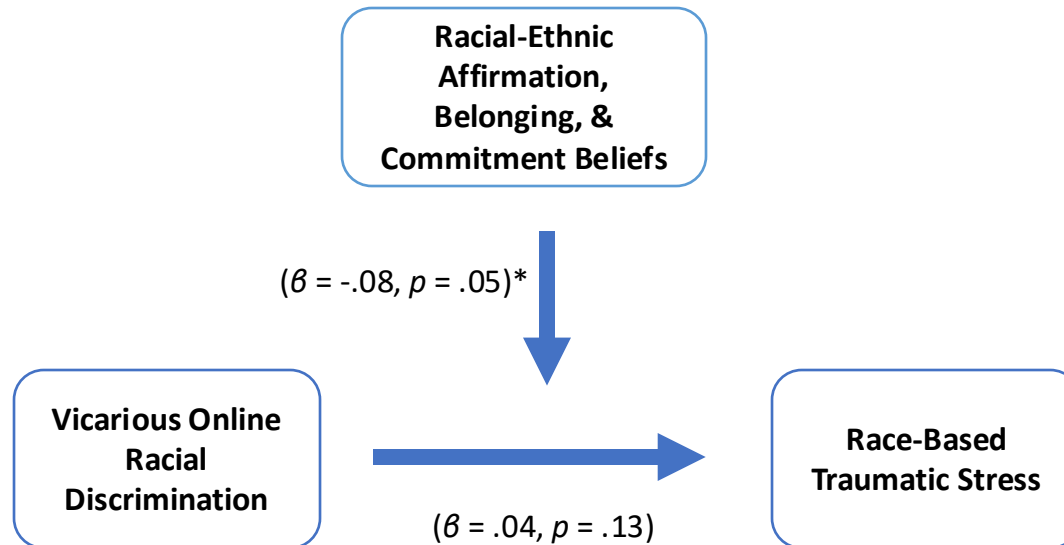 Racial-Ethnic
Affirmation,
Belonging, &
Commitment Beliefs
(β = -.08, p = .05)*
Vicarious Online
Racial
Discrimination
Race-Based
Traumatic Stress
(β = .04, p = .13)